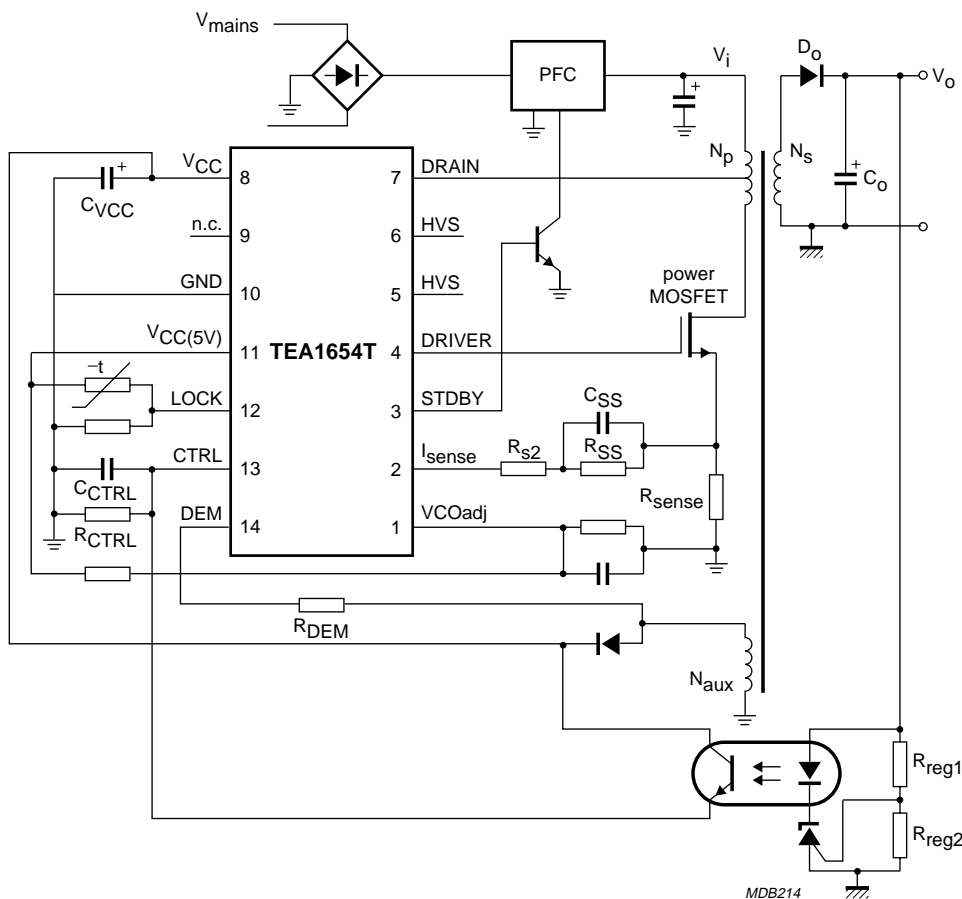 Vmains
PFC
Vi
Do
Vo
Np
Ns
Co
VCC
8
7
DRAIN
CVCC
n.c.
9
6
HVS
GND
10
5
HVS
power
MOSFET
VCC(5V)
11
TEA1654T
4
DRIVER
−t
LOCK
12
3
STDBY
CSS
CTRL
13
2
Isense
Rs2
RSS
CCTRL
Rsense
DEM
14
1
VCOadj
RCTRL
RDEM
Naux
Rreg1
Rreg2
MDB214
+
+
+